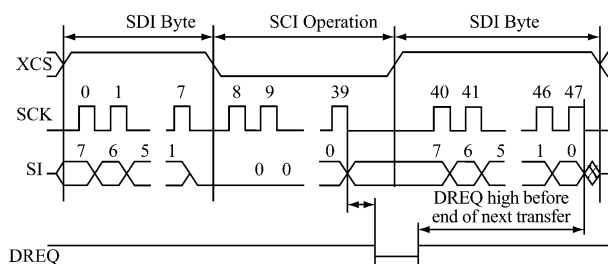 SDI Byte SCI Operation SDI Byte
XCS
0 1 7 8 9 39 40 41 46 47
SCK
7 6 5 1 0 0 0 7 6 5 1 0
SI
DREQ high before
end of next transfer
DREQ